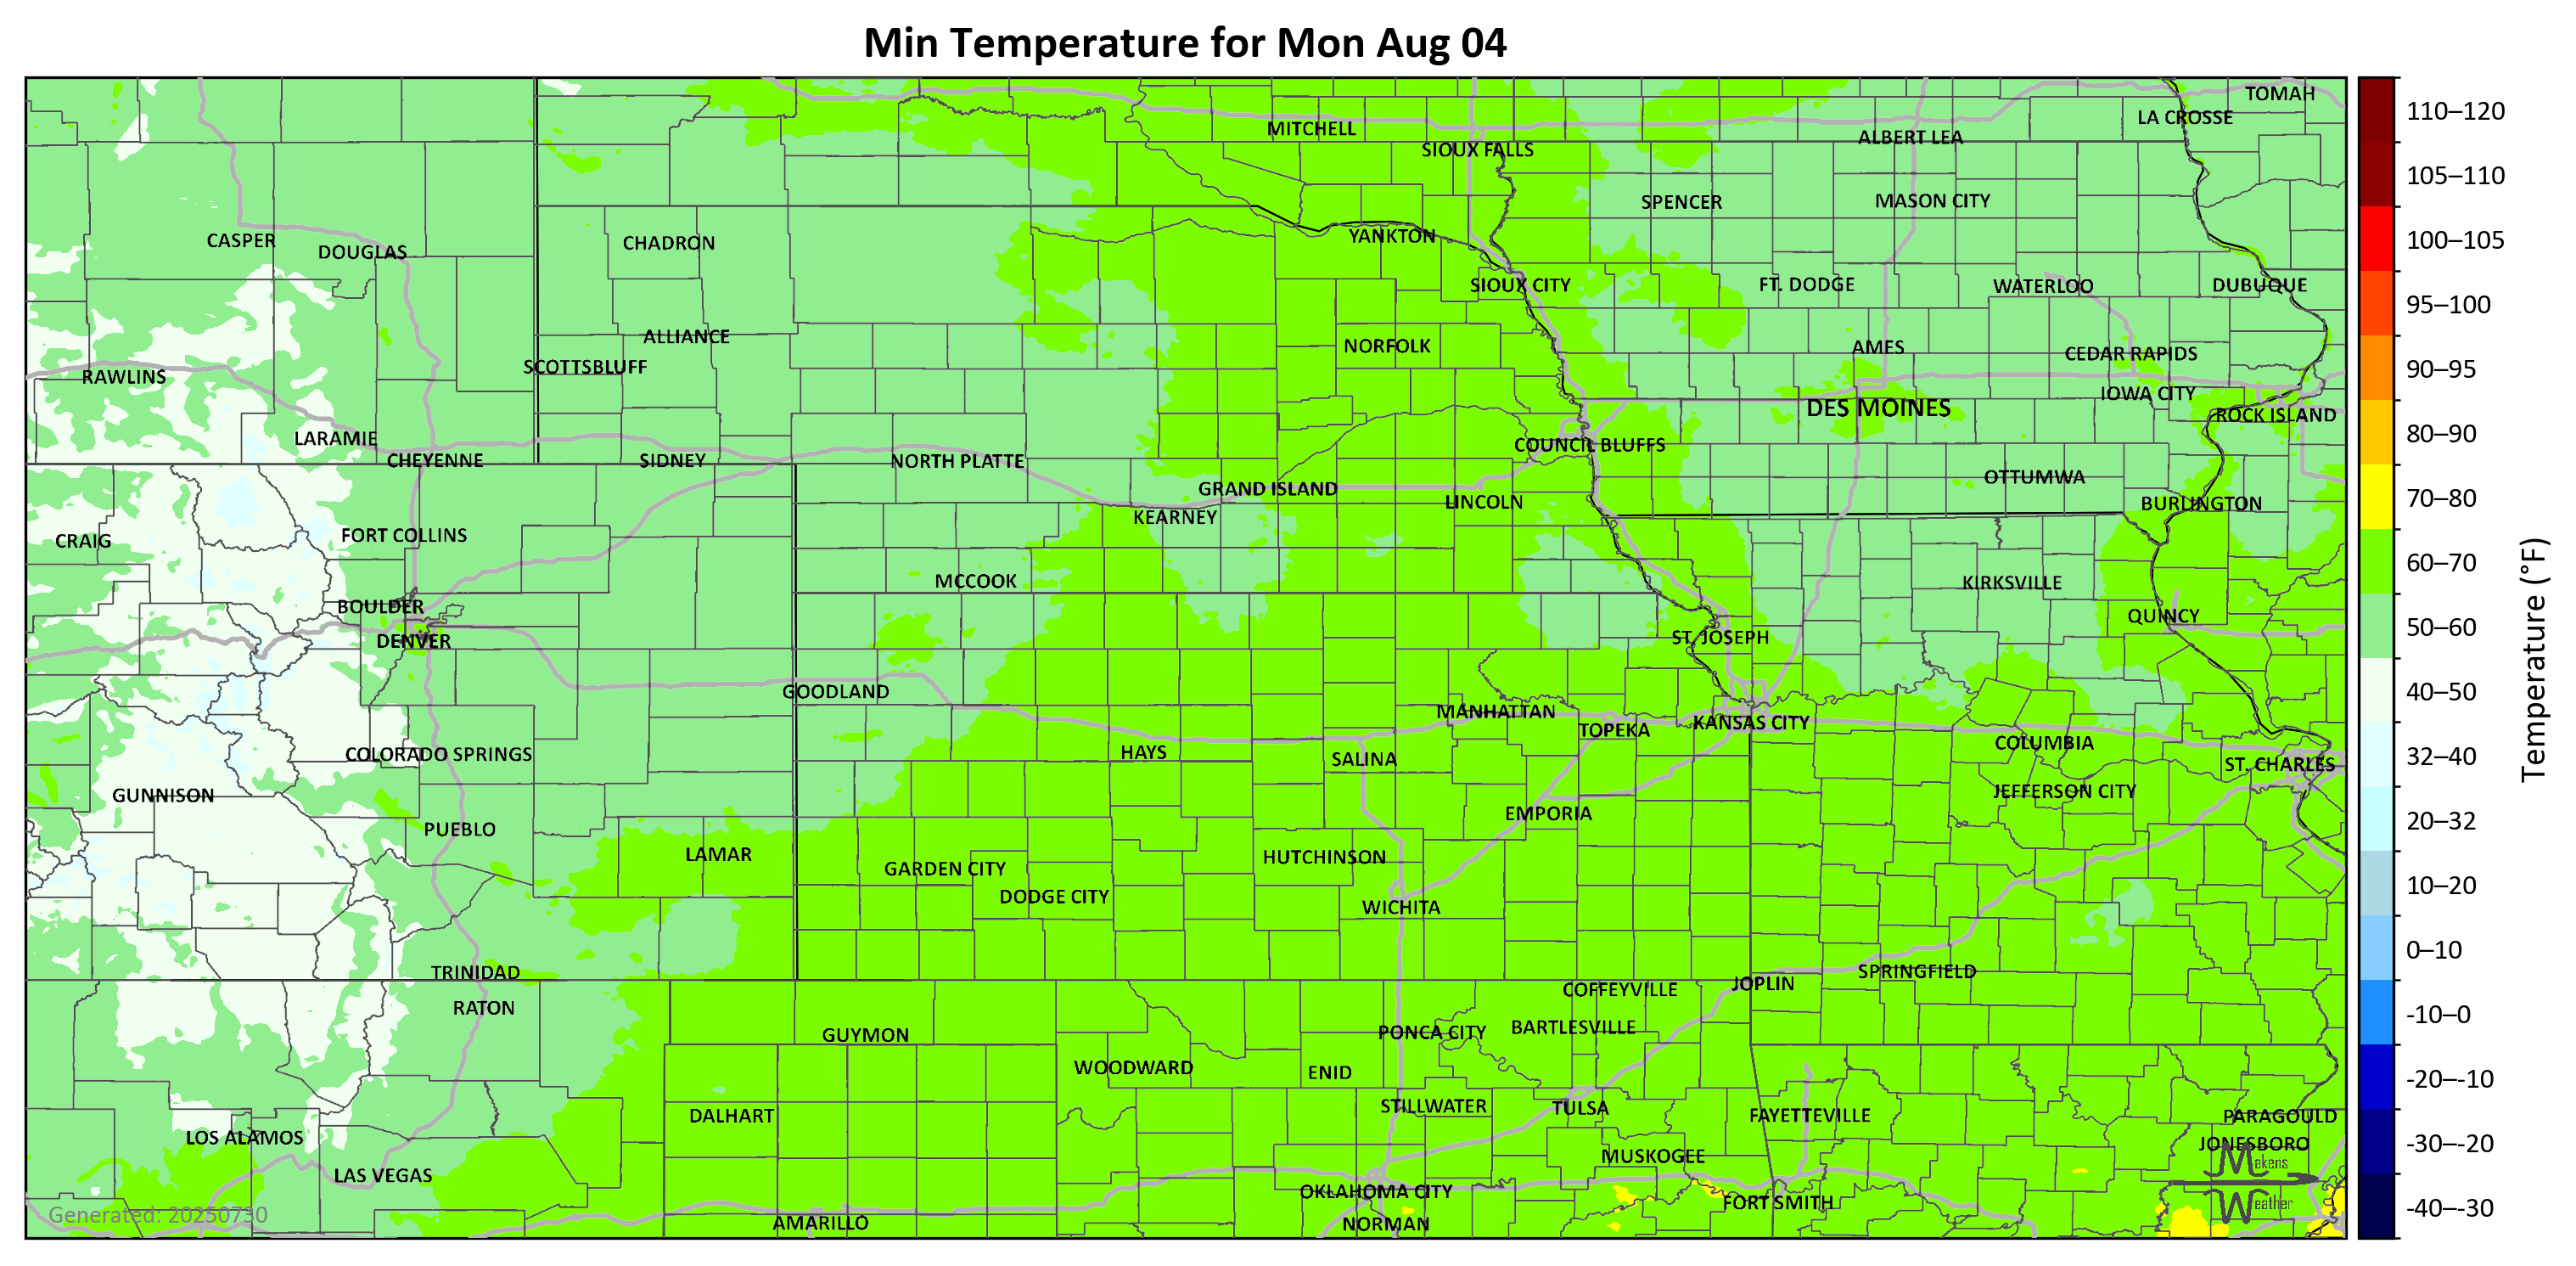 Min Temperature for Mon Aug 04
TOMAH
LA CROSSE
MITCHELL
ALBERT LEA
SIOUX FALLS
SPENCER
MASON CITY
CASPER
DOUGLAS
CHADRON
YANKTON
SIOUX CITY
FT. DODGE
WATERLOO
DUBUQUE
ALLIANCE
NORFOLK
AMES
CEDAR RAPIDS
SCOTTSBLUFF
RAWLINS
IOWA CITY
DES MOINES
ROCK ISLAND
LARAMIE
COUNCIL BLUFFS
CHEYENNE
SIDNEY
NORTH PLATTE
OTTUMWA
GRAND ISLAND
LINCOLN
BURLINGTON
KEARNEY
CRAIG
FORT COLLINS
MCCOOK
KIRKSVILLE
BOULDER
QUINCY
DENVER
ST. JOSEPH
GOODLAND
MANHATTAN
TOPEKA
KANSAS CITY
COLUMBIA
COLORADO SPRINGS
HAYS
SALINA
ST. CHARLES
GUNNISON
JEFFERSON CITY
EMPORIA
PUEBLO
LAMAR
HUTCHINSON
GARDEN CITY
DODGE CITY
WICHITA
TRINIDAD
SPRINGFIELD
JOPLIN
COFFEYVILLE
RATON
GUYMON
PONCA CITY
BARTLESVILLE
WOODWARD
ENID
STILLWATER
TULSA
DALHART
FAYETTEVILLE
PARAGOULD
LOS ALAMOS
JONESBORO
MUSKOGEE
LAS VEGAS
OKLAHOMA CITY
FORT SMITH
AMARILLO
NORMAN
Makens
Weather
Generated: 20250730
110–120
105–110
100–105
95–100
90–95
80–90
70–80
60–70
50–60
40–50
32–40
20–32
10–20
0–10
-10–0
-20–-10
-30–-20
-40–-30
Temperature (°F)